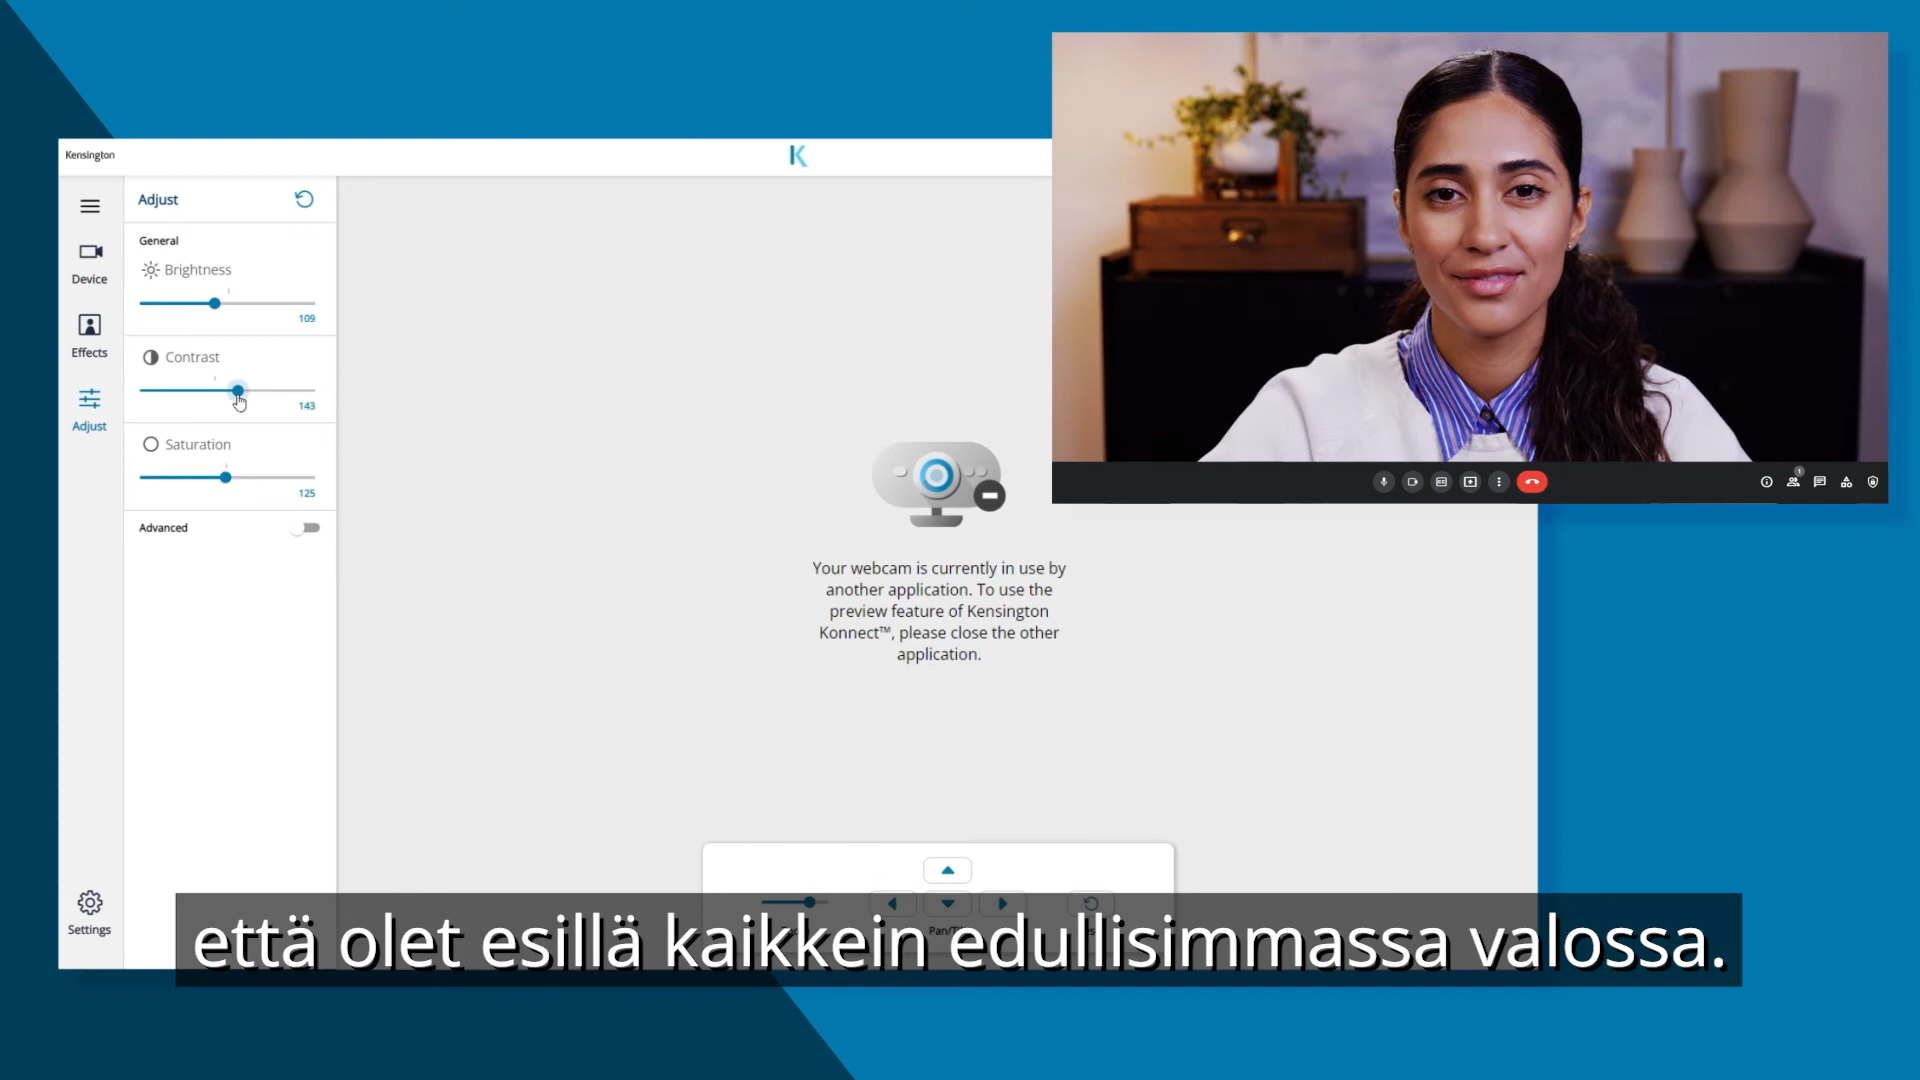 Kensington
K
Adjust
General
Brightness
109
Contrast
143
Saturation
125
Advanced
Device
Effects
Adjust
Settings
Your webcam is currently in use by
another application. To use the
preview feature of Kensington
Konnect™, please close the other
application.
1
että olet esillä kaikkein edullisimmassa valossa.